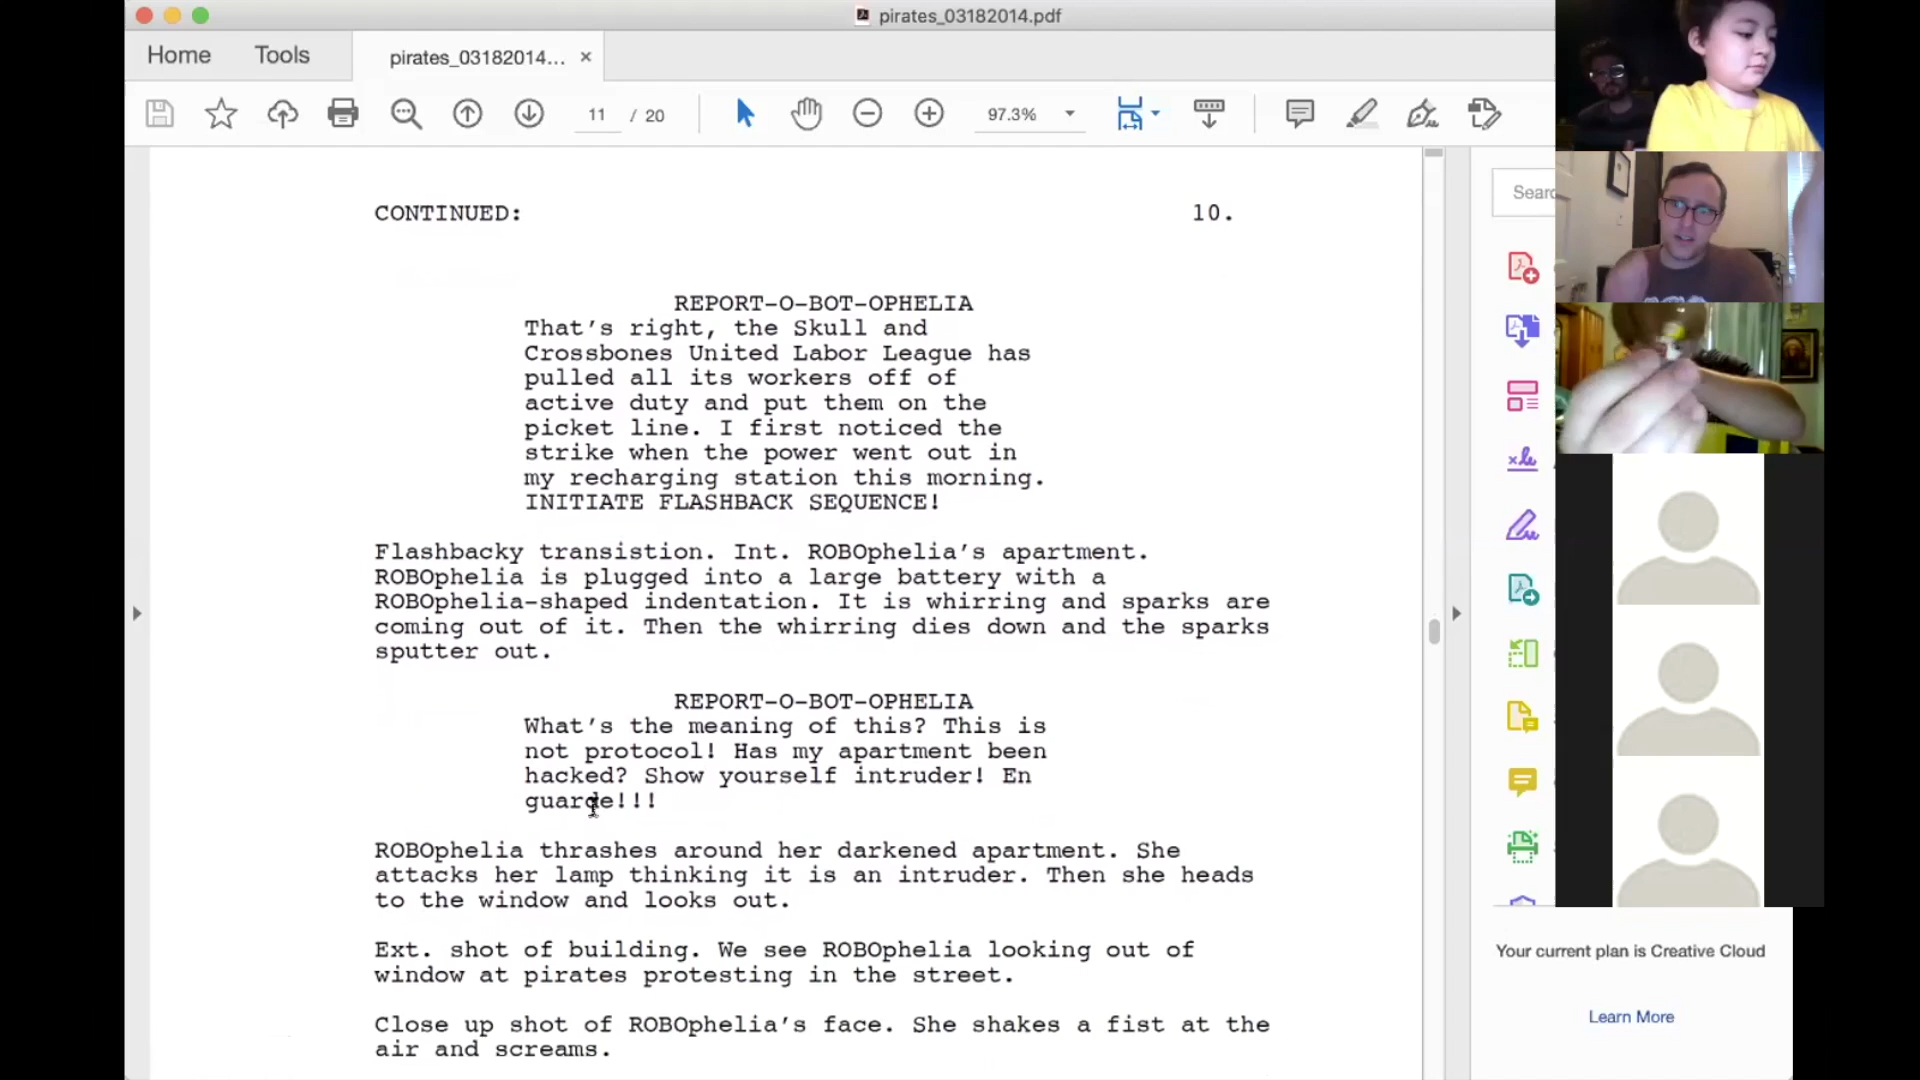 pirates_03182014.pdf
Home
Tools
pirates_03182014...
11 / 20
97.3%
CONTINUED:
10.
REPORT-O-BOT-OPHELIA
That's right, the Skull and
Crossbones United Labor League has
pulled all its workers off of
active duty and put them on the
picket line. I first noticed the
strike when the power went out in
my recharging station this morning.
INITIATE FLASHBACK SEQUENCE!
Flashbacky transistion. Int. ROBOphelia's apartment.
ROBOphelia is plugged into a large battery with a
ROBOphelia-shaped indentation. It is whirring and sparks are
coming out of it. Then the whirring dies down and the sparks
sputter out.
REPORT-O-BOT-OPHELIA
What's the meaning of this? This is
not protocol! Has my apartment been
hacked? Show yourself intruder! En
guarde!!!
ROBOphelia thrashes around her darkened apartment. She
attacks her lamp thinking it is an intruder. Then she heads
to the window and looks out.
Ext. shot of building. We see ROBOphelia looking out of
window at pirates protesting in the street.
Close up shot of ROBOphelia's face. She shakes a fist at the
air and screams.
Searc
Your current plan is Creative Cloud
Learn More